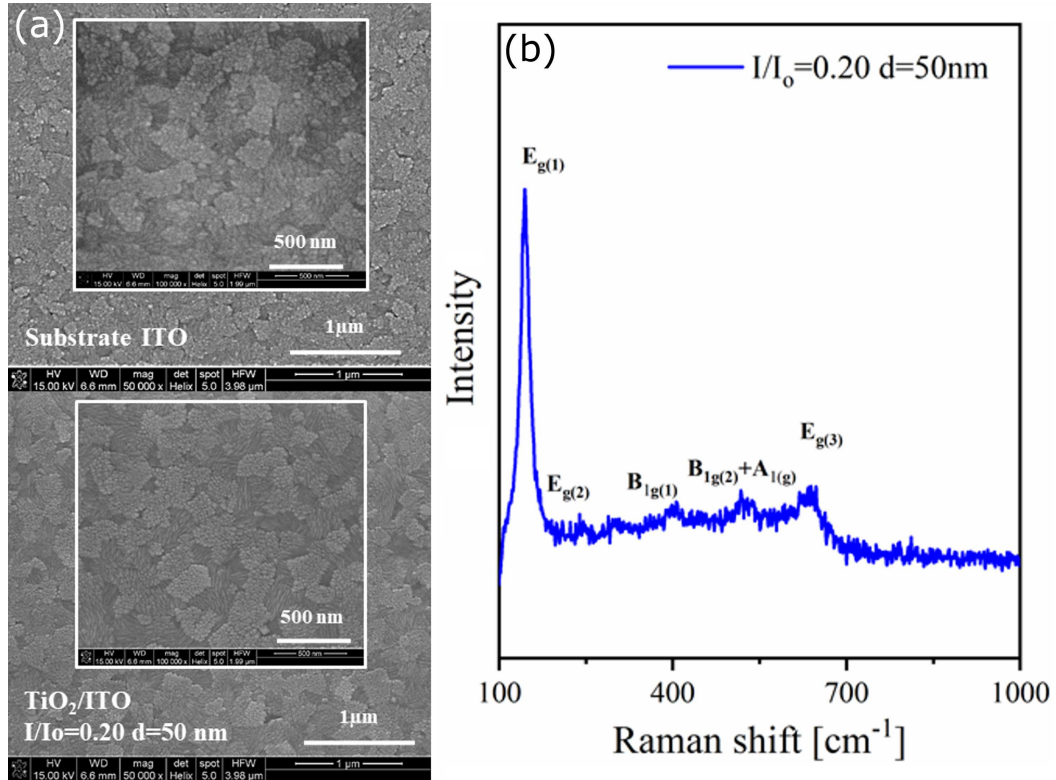 (a)
500 nm
HV WD mag det spot HFW 500 nm
15.00 kV 6.6 mm 100 000 x Helix 5.0 1.99 µm
Substrate ITO
1µm
HV WD mag det spot HFW 1 µm
15.00 kV 6.6 mm 50 000 x Helix 5.0 3.98 µm
500 nm
HV WD mag det spot HFW 500 nm
15.00 kV 6.6 mm 100 000 x Helix 5.0 1.99 µm
TiO₂/ITO
I/Io=0.20 d=50 nm
1µm
HV WD mag det spot HFW 1 µm
15.00 kV 6.6 mm 50 000 x Helix 5.0 3.98 µm
(b)
I/Iₒ=0.20 d=50nm
E_g(1)
E_g(2)
B_1g(1)
B_1g(2)+A_1(g)
E_g(3)
Intensity
100 400 700 1000
Raman shift [cm⁻¹]